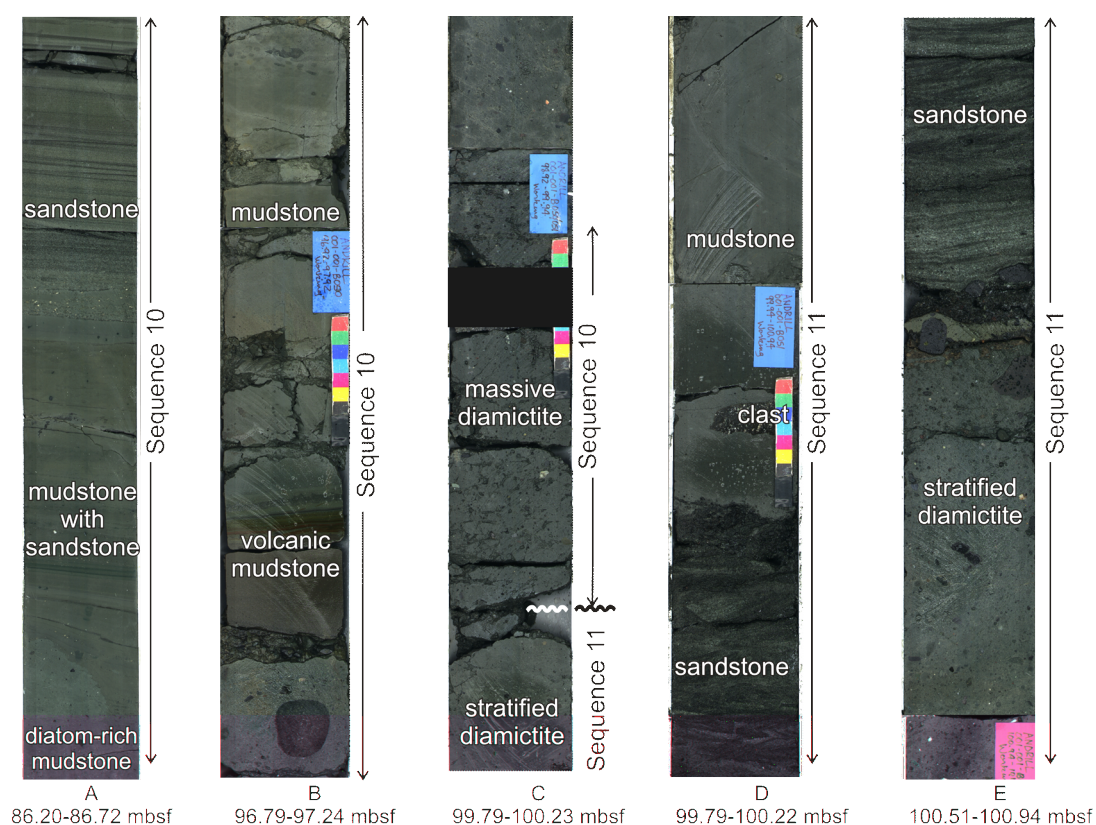 sandstone
mudstone
with
sandstone
diatom-rich
mudstone
Sequence 10
A
86.20-86.72 mbsf
mudstone
volcanic
mudstone
Sequence 10
B
96.79-97.24 mbsf
ANDRILL
massive
diamictite
stratified
diamictite
Sequence 10
Sequence 11
C
99.79-100.23 mbsf
mudstone
ANDRILL
clast
sandstone
Sequence 11
D
99.79-100.22 mbsf
sandstone
stratified
diamictite
ANDRILL
Sequence 11
E
100.51-100.94 mbsf